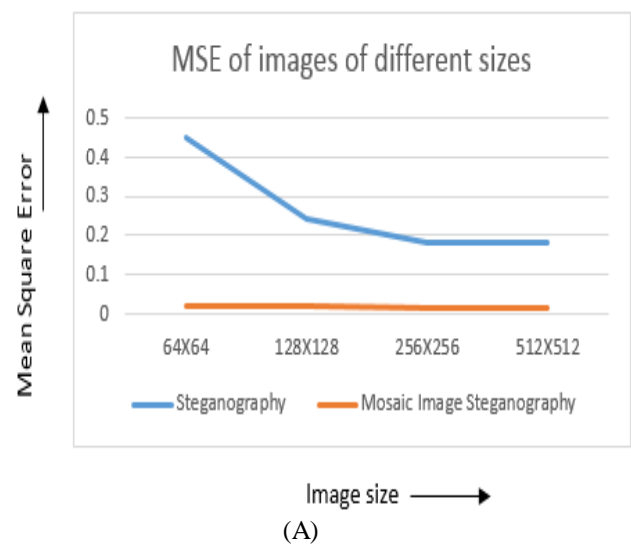 MSE of images of different sizes
Mean Square Error
0.5
0.4
0.3
0.2
0.1
0
64X64 128X128 256X256 512X512
Steganography Mosaic Image Steganography
Image size
(A)